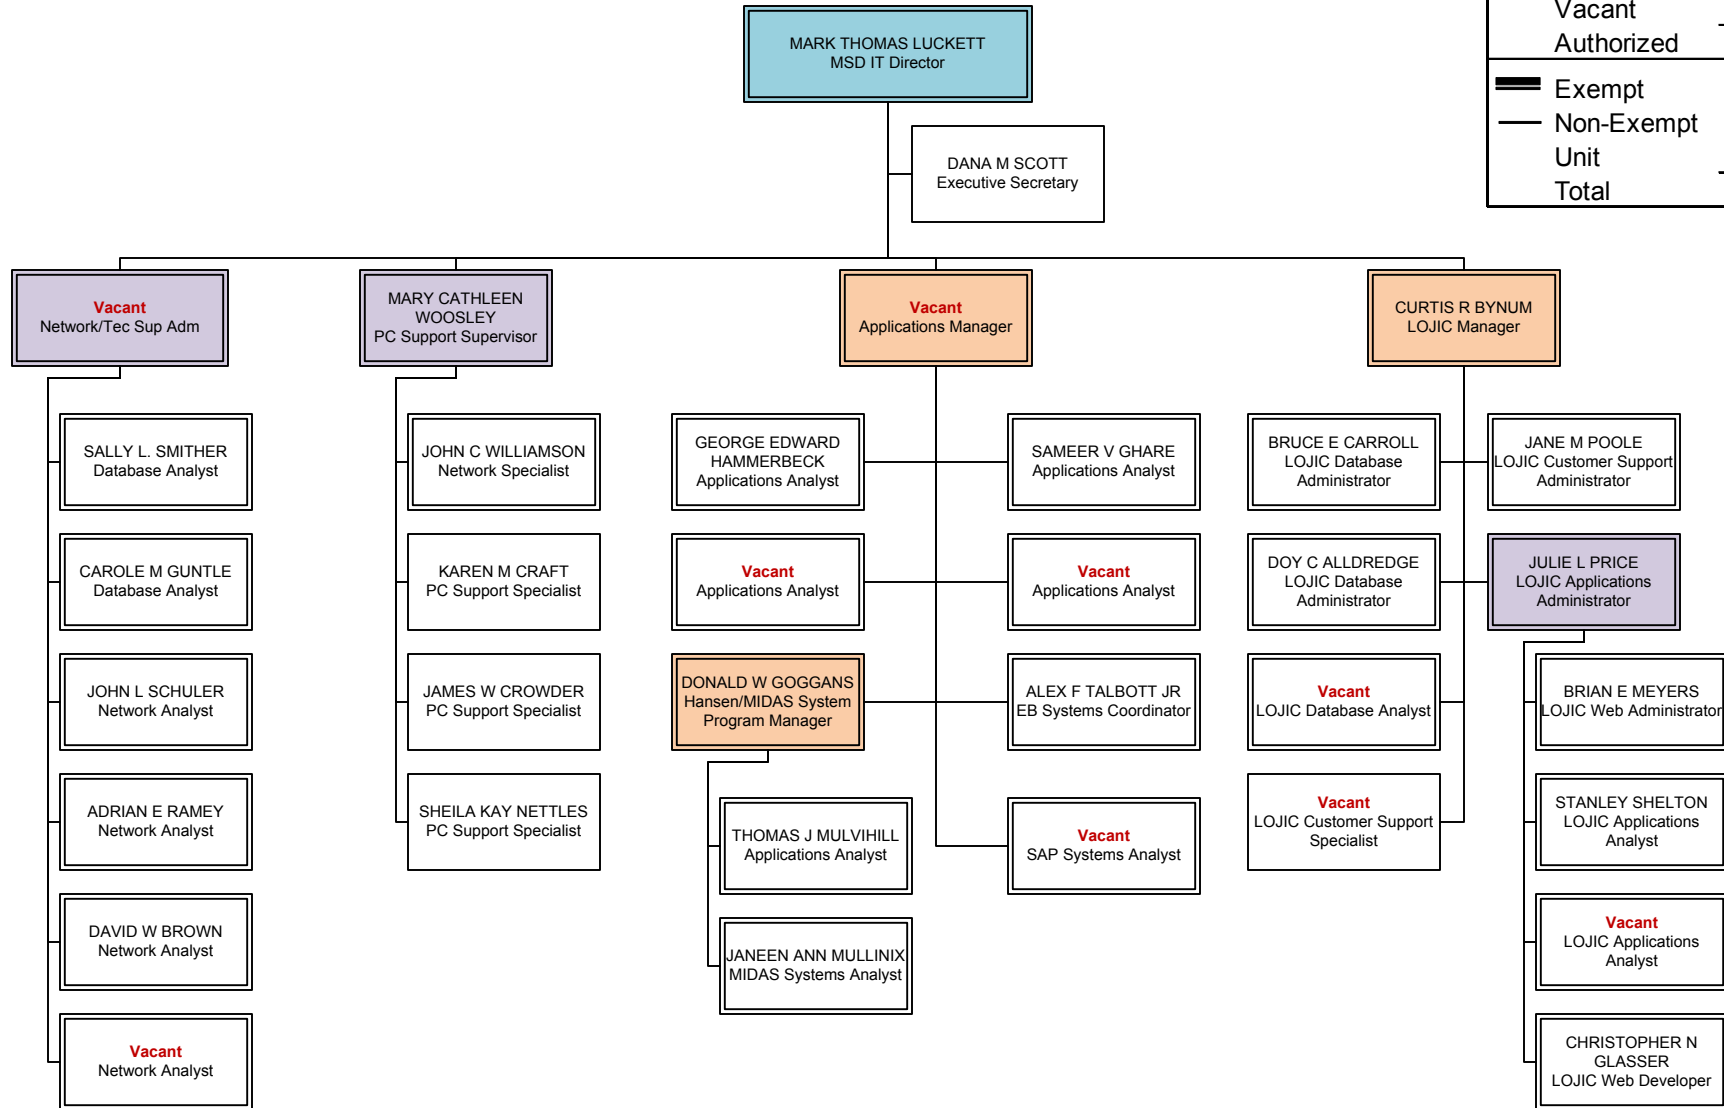 MARK THOMAS LUCKETT
MSD IT Director
Vacant
Authorized
Exempt
Non-Exempt
Unit
Total
DANA M SCOTT
Executive Secretary
Vacant
Network/Tec Sup Adm
MARY CATHLEEN
WOOSLEY
PC Support Supervisor
Vacant
Applications Manager
CURTIS R BYNUM
LOJIC Manager
SALLY L. SMITHER
Database Analyst
CAROLE M GUNTLE
Database Analyst
JOHN L SCHULER
Network Analyst
ADRIAN E RAMEY
Network Analyst
DAVID W BROWN
Network Analyst
Vacant
Network Analyst
JOHN C WILLIAMSON
Network Specialist
KAREN M CRAFT
PC Support Specialist
JAMES W CROWDER
PC Support Specialist
SHEILA KAY NETTLES
PC Support Specialist
GEORGE EDWARD
HAMMERBECK
Applications Analyst
Vacant
Applications Analyst
DONALD W GOGGANS
Hansen/MIDAS System
Program Manager
THOMAS J MULVIHILL
Applications Analyst
JANEEN ANN MULLINIX
MIDAS Systems Analyst
SAMEER V GHARE
Applications Analyst
Vacant
Applications Analyst
ALEX F TALBOTT JR
EB Systems Coordinator
Vacant
SAP Systems Analyst
BRUCE E CARROLL
LOJIC Database
Administrator
DOY C ALLDREDGE
LOJIC Database
Administrator
Vacant
LOJIC Database Analyst
Vacant
LOJIC Customer Support
Specialist
JANE M POOLE
LOJIC Customer Support
Administrator
JULIE L PRICE
LOJIC Applications
Administrator
BRIAN E MEYERS
LOJIC Web Administrator
STANLEY SHELTON
LOJIC Applications
Analyst
Vacant
LOJIC Applications
Analyst
CHRISTOPHER N
GLASSER
LOJIC Web Developer